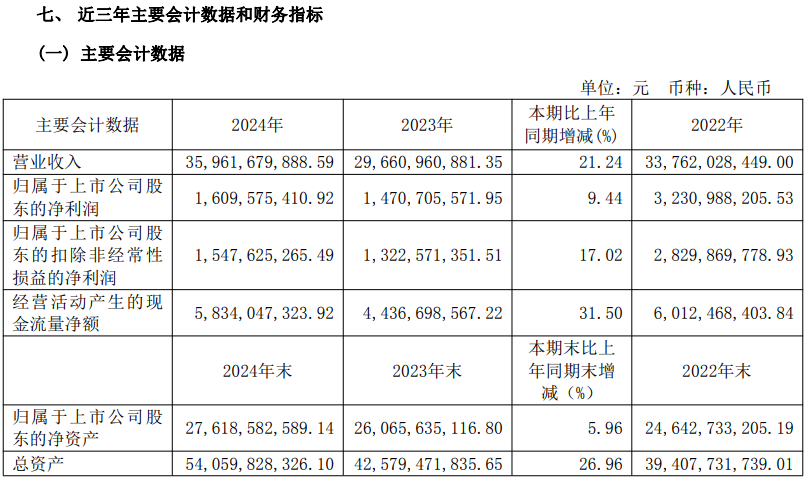 七、 近三年主要会计数据和财务指标
(一) 主要会计数据
单位：元 币种：人民币
主要会计数据 2024年 2023年 本期比上年同期增减(%) 2022年
营业收入 35,961,679,888.59 29,660,960,881.35 21.24 33,762,028,449.00
归属于上市公司股东的净利润 1,609,575,410.92 1,470,705,571.95 9.44 3,230,988,205.53
归属于上市公司股东的扣除非经常性损益的净利润 1,547,625,265.49 1,322,571,351.51 17.02 2,829,869,778.93
经营活动产生的现金流量净额 5,834,047,323.92 4,436,698,567.22 31.50 6,012,468,403.84
2024年末 2023年末 本期末比上年同期末增减（%） 2022年末
归属于上市公司股东的净资产 27,618,582,589.14 26,065,635,116.80 5.96 24,642,733,205.19
总资产 54,059,828,326.10 42,579,471,835.65 26.96 39,407,731,739.01